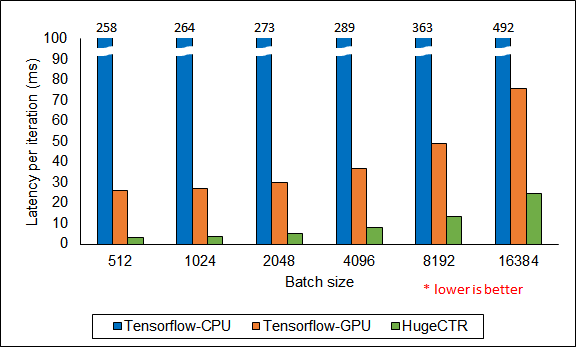 258 264 273 289 363 492
100
90
80
70
60
50
40
30
20
10
0
Latency per iteration (ms)
512 1024 2048 4096 8192 16384
Batch size
* lower is better
Tensorflow-CPU Tensorflow-GPU HugeCTR